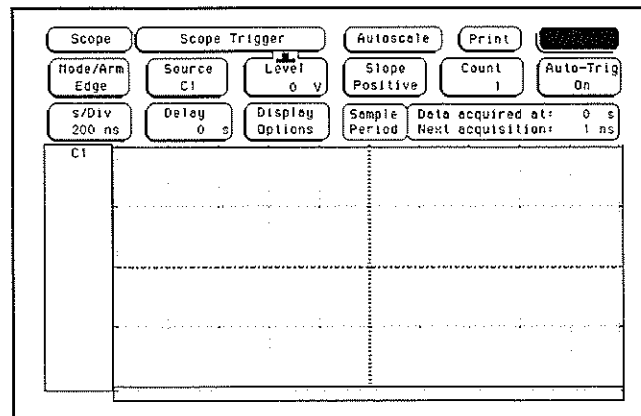 Scope Scope Trigger Autoscale Print
Mode/Arm Source Level Slope Count Auto-Trig
Edge C1 0 V Positive 1 On
s/Div Delay Display Sample Data acquired at: 0 s
200 ns 0 s Options Period Next acquisition: 1 ns
C1